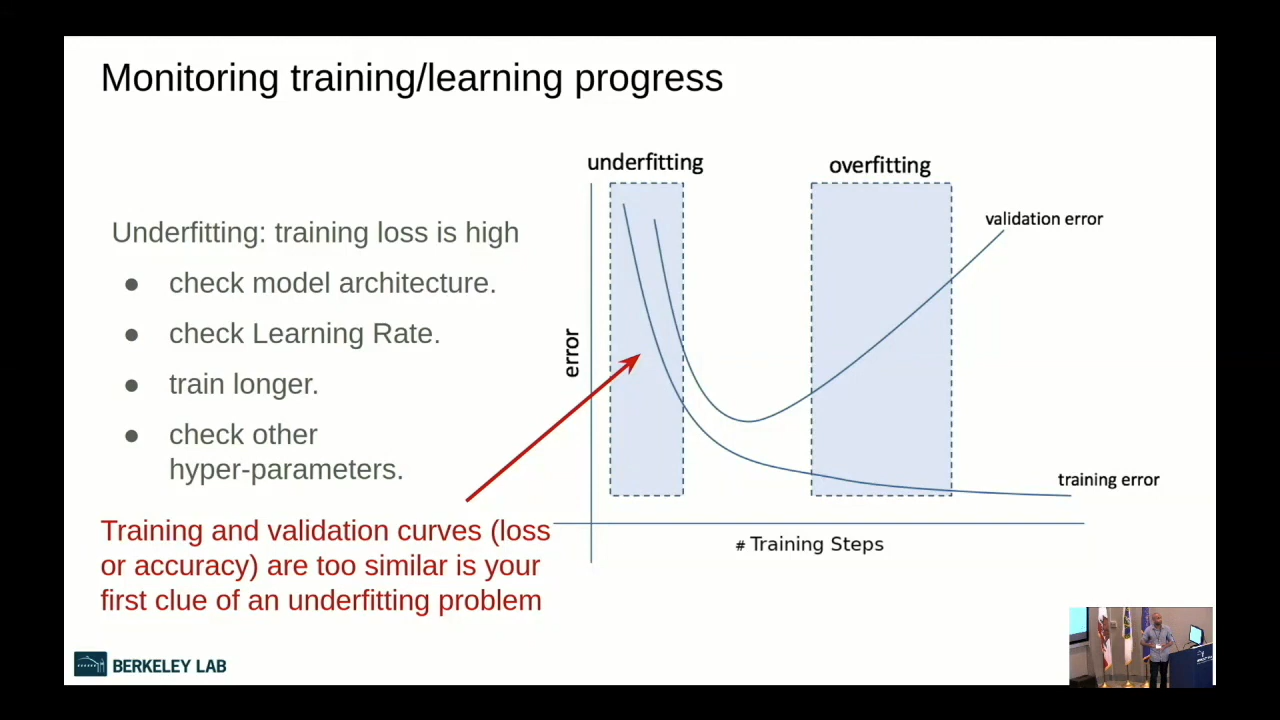 Monitoring training/learning progress
Underfitting: training loss is high
● check model architecture.
● check Learning Rate.
● train longer.
● check other
hyper-parameters.
Training and validation curves (loss
or accuracy) are too similar is your
first clue of an underfitting problem
underfitting
overfitting
validation error
error
training error
# Training Steps
BERKELEY LAB